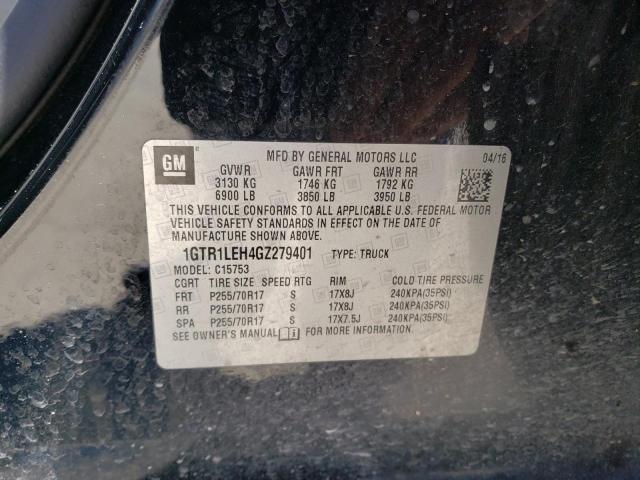 GM
MFD BY GENERAL MOTORS LLC 04/16
GVWR GAWR FRT GAWR RR
3130 KG 1746 KG 1792 KG
6900 LB 3850 LB 3950 LB
THIS VEHICLE CONFORMS TO ALL APPLICABLE U.S. FEDERAL MOTOR
VEHICLE SAFETY STANDARDS IN EFFECT ON THE DATE OF
MANUFACTURE SHOWN ABOVE.
1GTR1LEH4GZ279401 TYPE: TRUCK
MODEL: C15753
CQRT TIRE SIZE SPEED RTG RIM COLD TIRE PRESSURE
FRT P255/70R17 S 17X8J 240KPA(35PSI)
RR P255/70R17 S 17X8J 240KPA(35PSI)
SPA P255/70R17 S 17X7.5J 240KPA(35PSI)
SEE OWNER'S MANUAL FOR MORE INFORMATION.